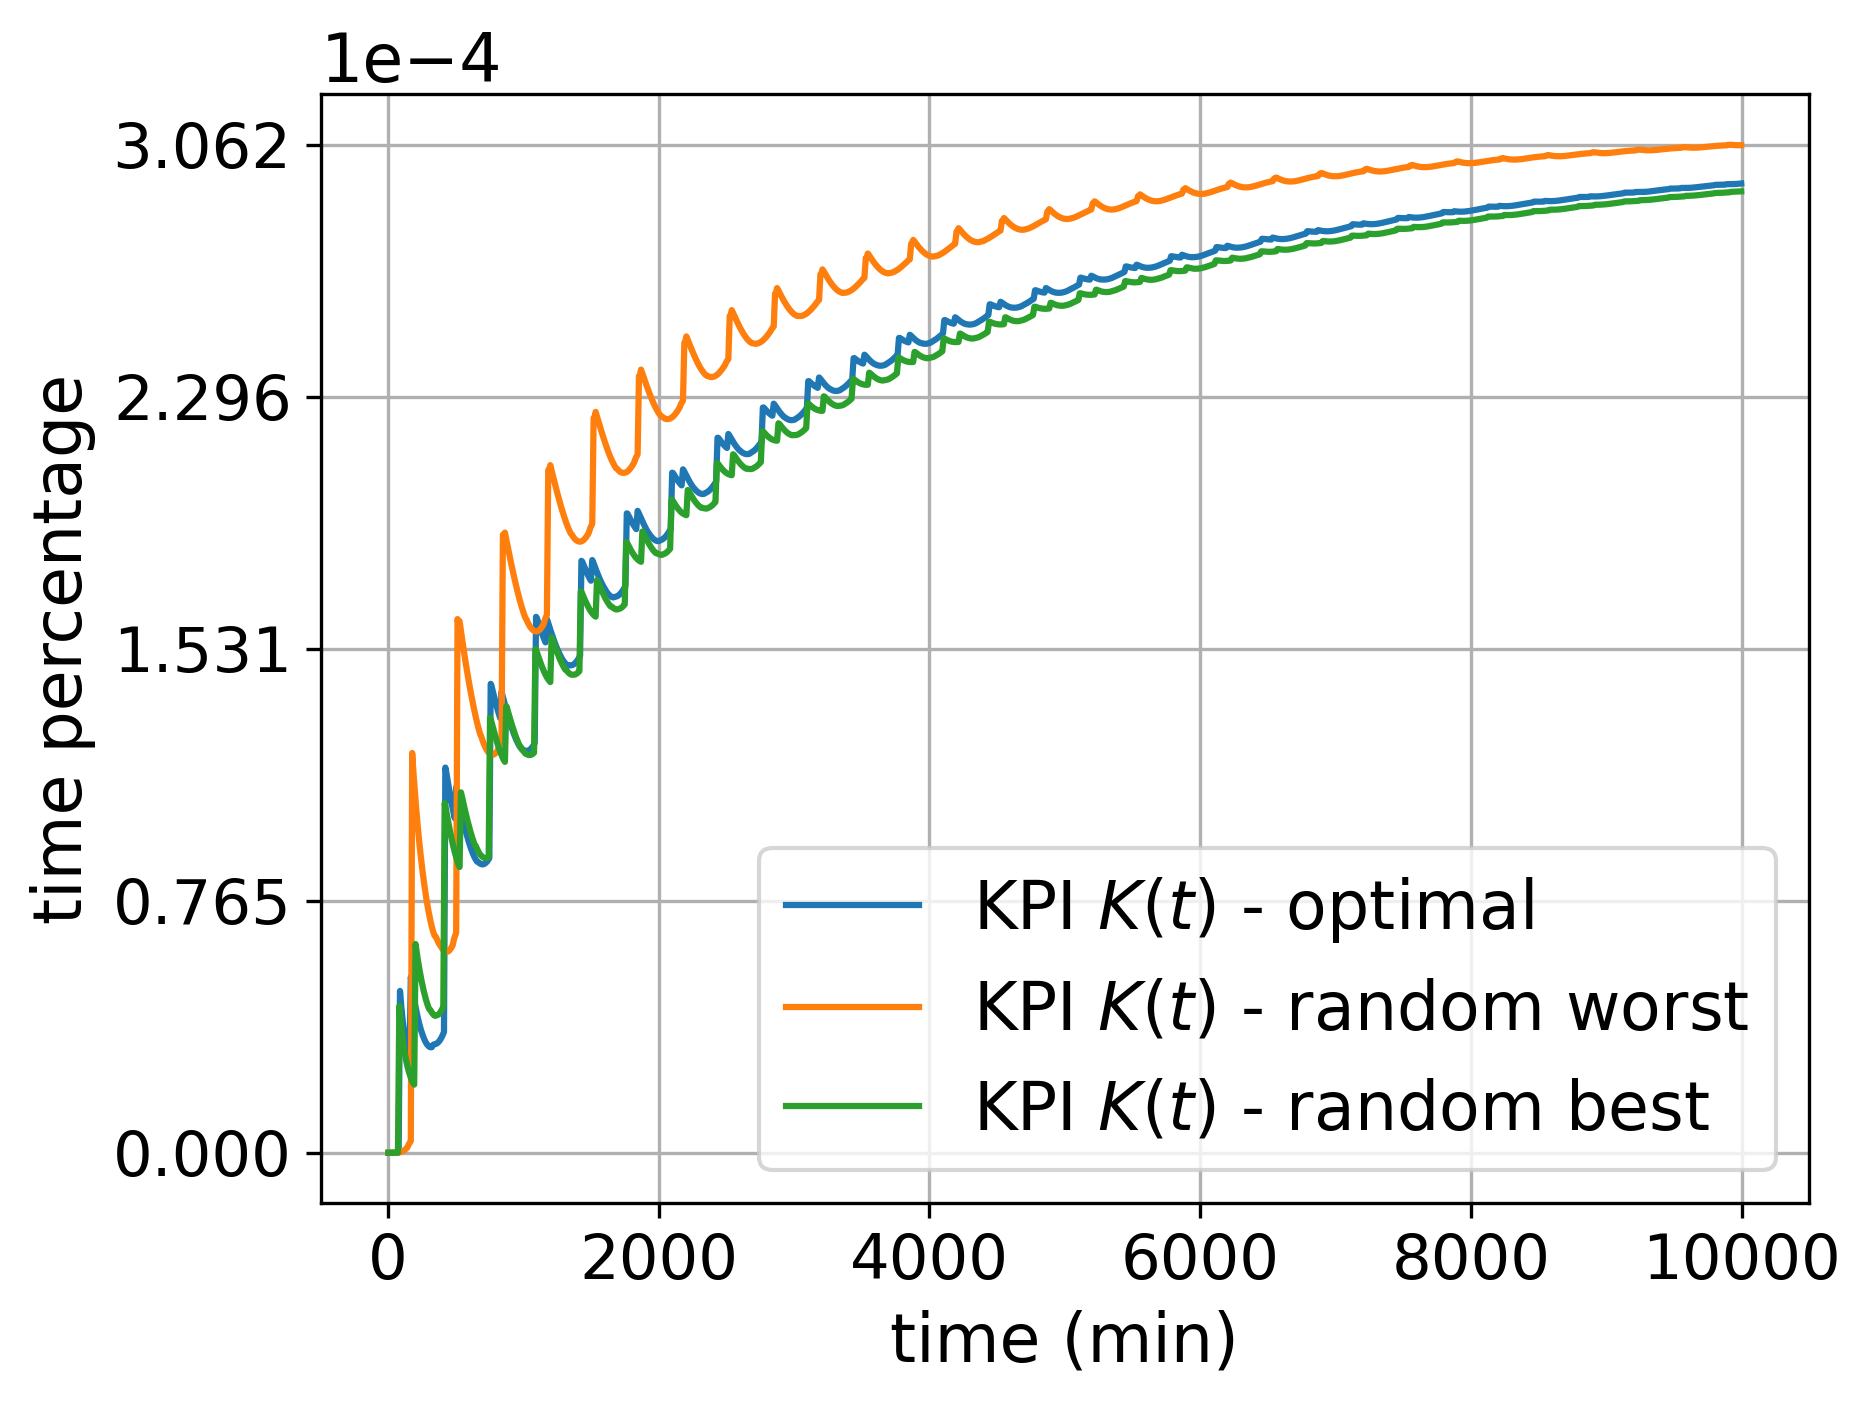 1e−4
3.062
2.296
1.531
0.765
0.000
time percentage
KPI K(t) - optimal
KPI K(t) - random worst
KPI K(t) - random best
0 2000 4000 6000 8000 10000
time (min)